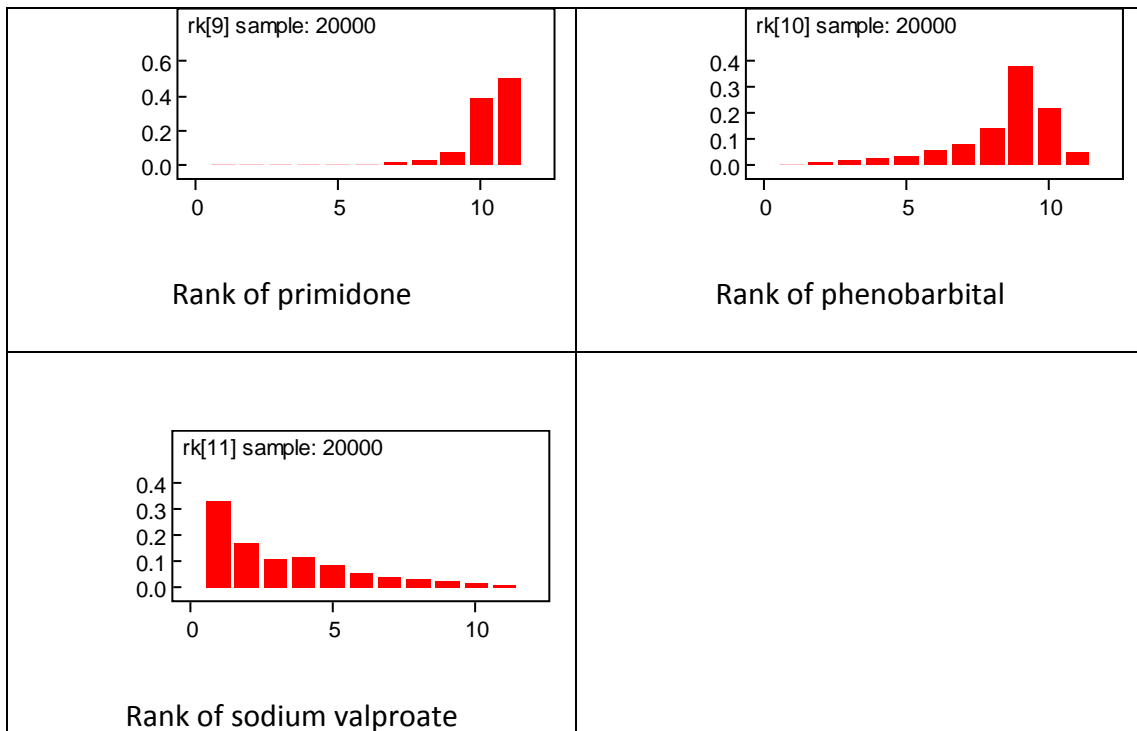 rk[9] sample: 20000
0.6
0.4
0.2
0.0
0 5 10
Rank of primidone
rk[10] sample: 20000
0.4
0.3
0.2
0.1
0.0
0 5 10
Rank of phenobarbital
rk[11] sample: 20000
0.4
0.3
0.2
0.1
0.0
0 5 10
Rank of sodium valproate